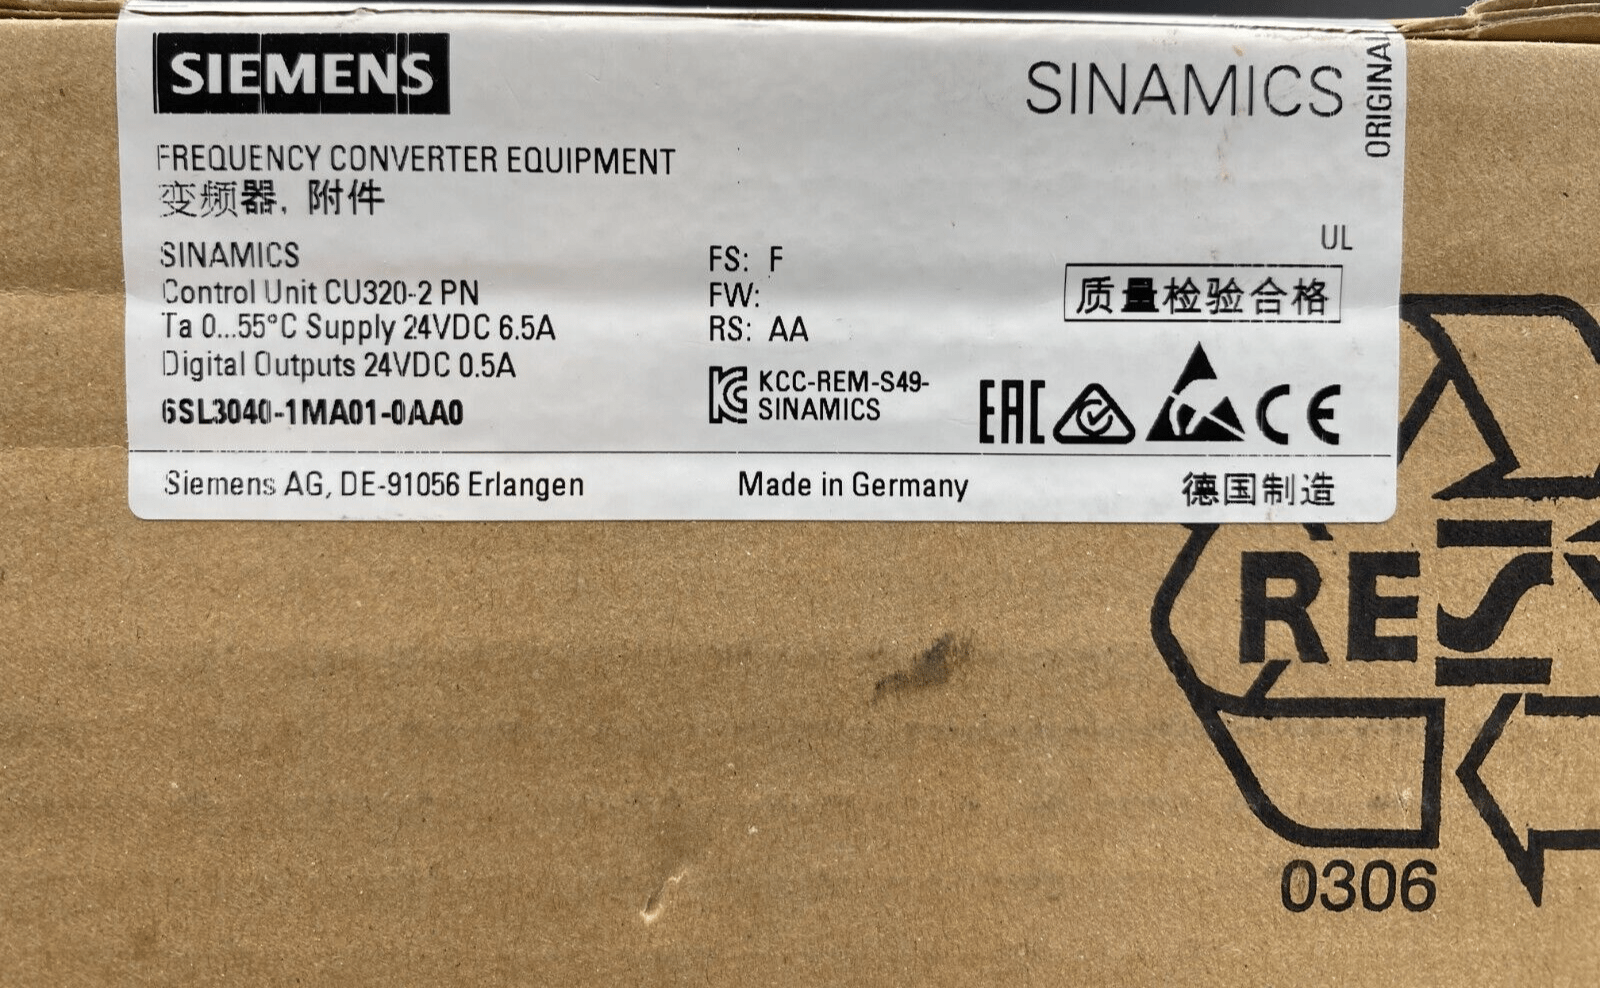 SIEMENS
SINAMICS
ORIGINAL
FREQUENCY CONVERTER EQUIPMENT
变频器, 附件
UL
SINAMICS
Control Unit CU320-2 PN
Ta 0...55°C Supply 24VDC 6.5A
Digital Outputs 24VDC 0.5A
6SL3040-1MA01-0AA0
FS: F
FW:
RS: AA
KC KCC-REM-S49-
SINAMICS
质量检验合格
EAC CE
Siemens AG, DE-91056 Erlangen
Made in Germany
德国制造
RES
0306